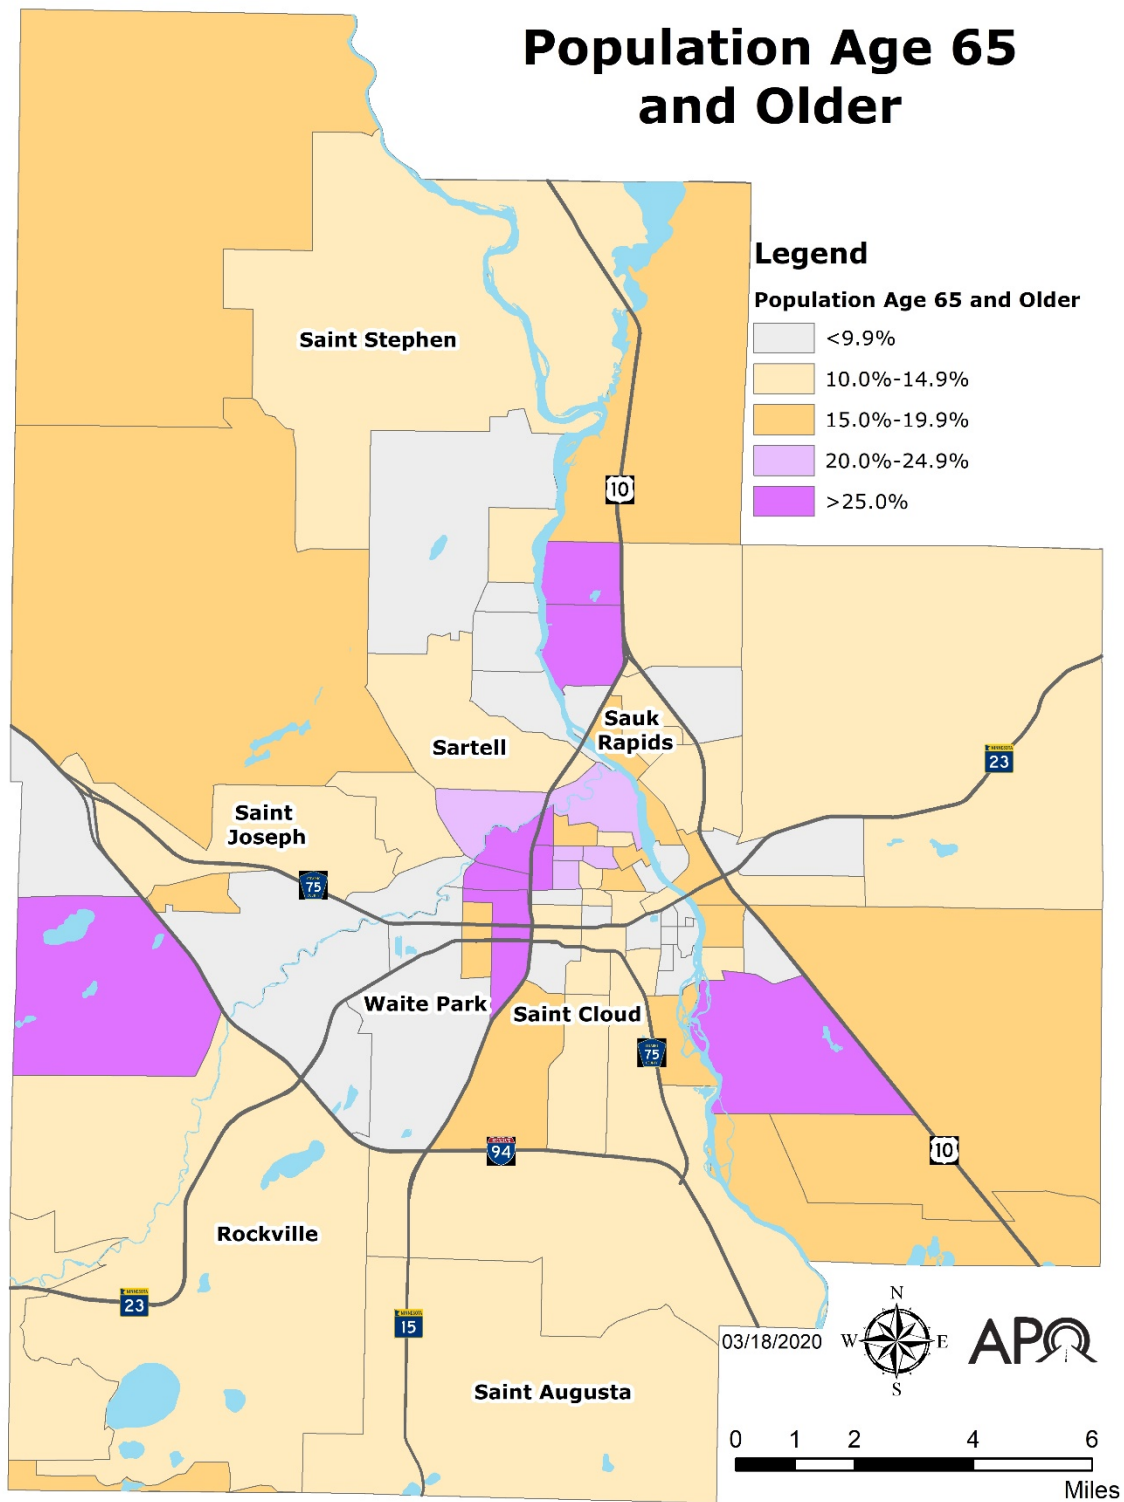 Population Age 65
and Older
Legend
Population Age 65 and Older
<9.9%
10.0%-14.9%
15.0%-19.9%
20.0%-24.9%
>25.0%
Saint Stephen
10
Sauk
Rapids
Sartell
MINNESOTA
23
Saint
Joseph
75
Waite Park
Saint Cloud
75
94
10
Rockville
MINNESOTA
23
MINNESOTA
15
N
W
E
S
03/18/2020
APO
Saint Augusta
0
1
2
4
6
Miles